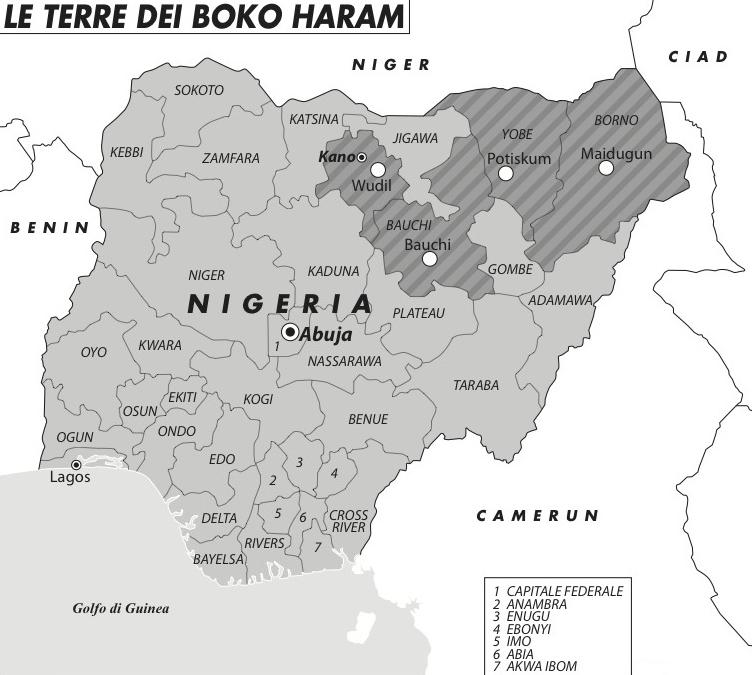 LE TERRE DEI BOKO HARAM
NIGER
CIAD
SOKOTO
KATSINA
JIGAWA
YOBE
BORNO
KEBBI
ZAMFARA
Kano
Wudil
Potiskum
Maidugun
BENIN
BAUCHI
Bauchi
GOMBE
NIGER
KADUNA
ADAMAWA
NIGERIA
PLATEAU
1
Abuja
OYO
KWARA
NASSARAWA
TARABA
OSUN
EKITI
KOGI
BENUE
OGUN
ONDO
EDO
2
3
4
Lagos
DELTA
5
6
CROSS
RIVER
BAYELSA
RIVERS
7
CAMERUN
Golfo di Guinea
1 CAPITALE FEDERALE
2 ANAMBRA
3 ENUGU
4 EBONYI
5 IMO
6 ABIA
7 AKWA IBOM